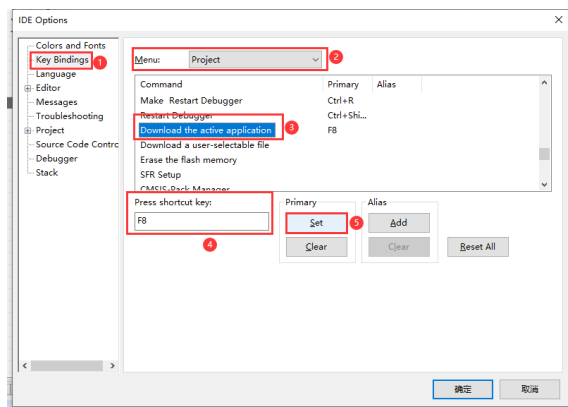 IDE Options
Colors and Fonts
Key Bindings 1
Language
Editor
Messages
Troubleshooting
Project
Source Code Contrc
Debugger
Stack
Menu: Project 2
Command Primary Alias
Make Restart Debugger Ctrl+R
Restart Debugger Ctrl+Shi...
Download the active application 3 F8
Download a user-selectable file
Erase the flash memory
SFR Setup
CMSIS-Pack Manager
Press shortcut key: Primary Alias
F8 Set 5 Add
4 Clear Clear Reset All
确定 取消